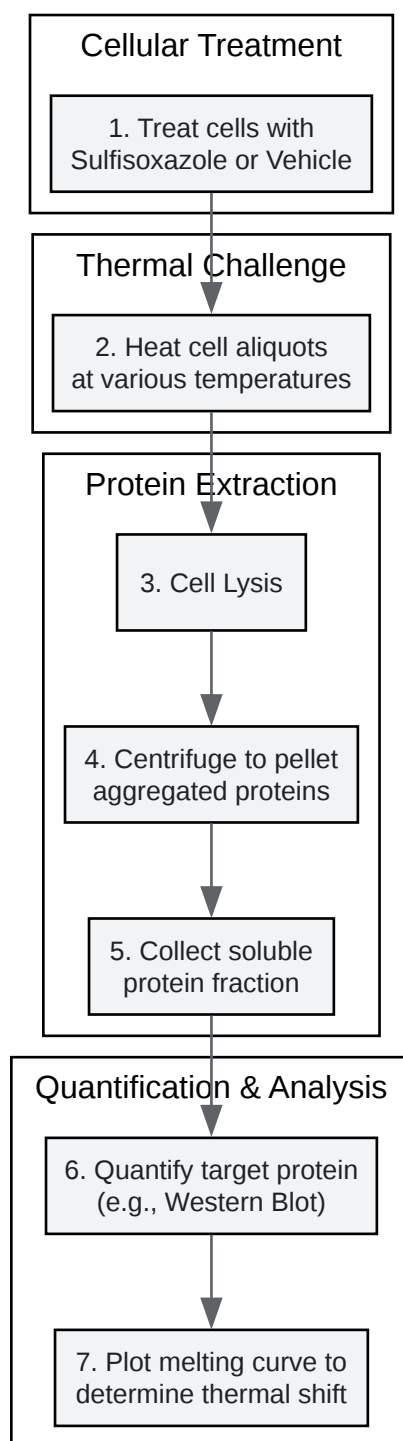 Cellular Treatment
1. Treat cells with
Sulfisoxazole or Vehicle
Thermal Challenge
2. Heat cell aliquots
at various temperatures
Protein Extraction
3. Cell Lysis
4. Centrifuge to pellet
aggregated proteins
5. Collect soluble
protein fraction
Quantification & Analysis
6. Quantify target protein
(e.g., Western Blot)
7. Plot melting curve to
determine thermal shift